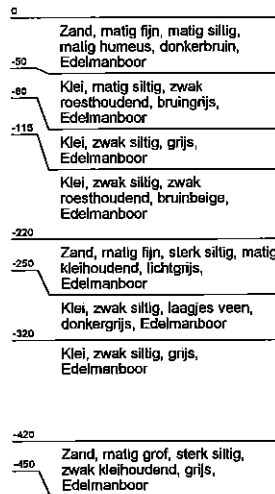 0
Zand, matig fijn, matig siltig,
matig humeus, donkerbruin,
Edelmanboor
-50
Klei, matig siltig, zwak
roesthoudend, bruingrijs,
Edelmanboor
-80
Klei, zwak siltig, grijs,
Edelmanboor
-115
Klei, zwak siltig, zwak
roesthoudend, bruinbeige,
Edelmanboor
-220
Zand, matig fijn, sterk siltig, matig
kleihoudend, lichtgrijs,
Edelmanboor
-250
Klei, zwak siltig, laagjes veen,
donkergrijs, Edelmanboor
-320
Klei, zwak siltig, grijs,
Edelmanboor
-420
Zand, matig grof, sterk siltig,
zwak kleihoudend, grijs,
Edelmanboor
-450